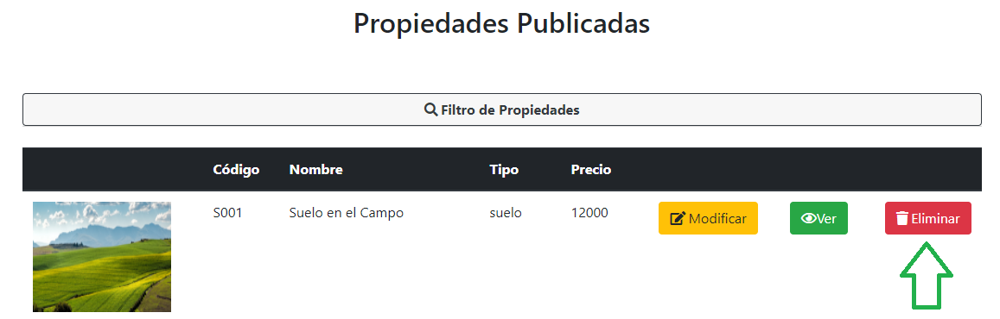 Propiedades Publicadas
Filtro de Propiedades
Código Nombre Tipo Precio
S001 Suelo en el Campo suelo 12000 Modificar Ver Eliminar